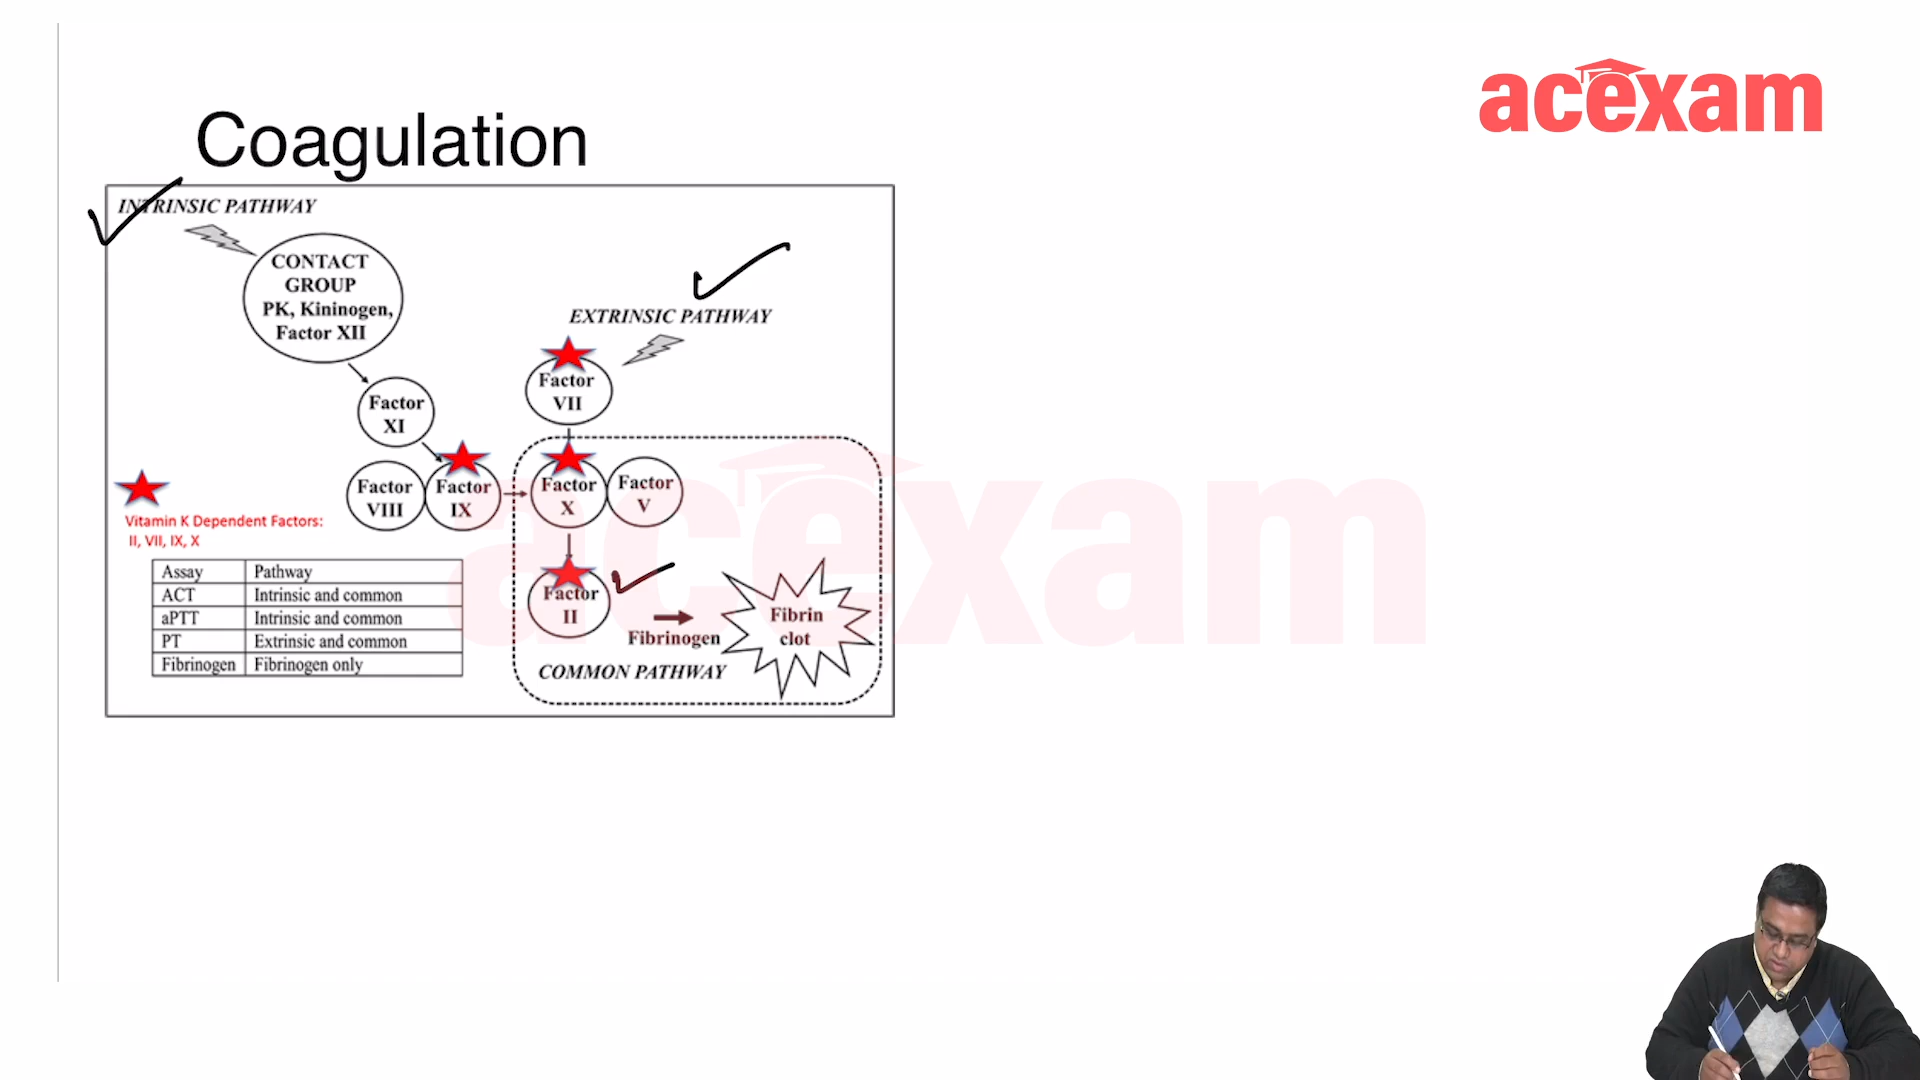 acexam
Coagulation
INTRINSIC PATHWAY
CONTACT
GROUP
PK, Kininogen,
Factor XII
EXTRINSIC PATHWAY
Factor
VII
Factor
XI
Factor
VIII
Factor
IX
Factor
X
Factor
V
Vitamin K Dependent Factors:
II, VII, IX, X
Assay Pathway
ACT Intrinsic and common
aPTT Intrinsic and common
PT Extrinsic and common
Fibrinogen Fibrinogen only
Factor
II
Fibrinogen
Fibrin
clot
COMMON PATHWAY
acexam